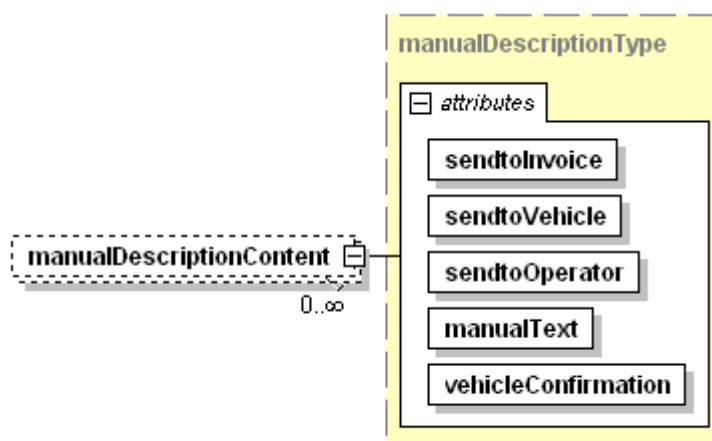 manualDescriptionType
attributes
sendtoInvoice
sendtoVehicle
manualDescriptionContent
sendtoOperator
0..∞
manualText
vehicleConfirmation